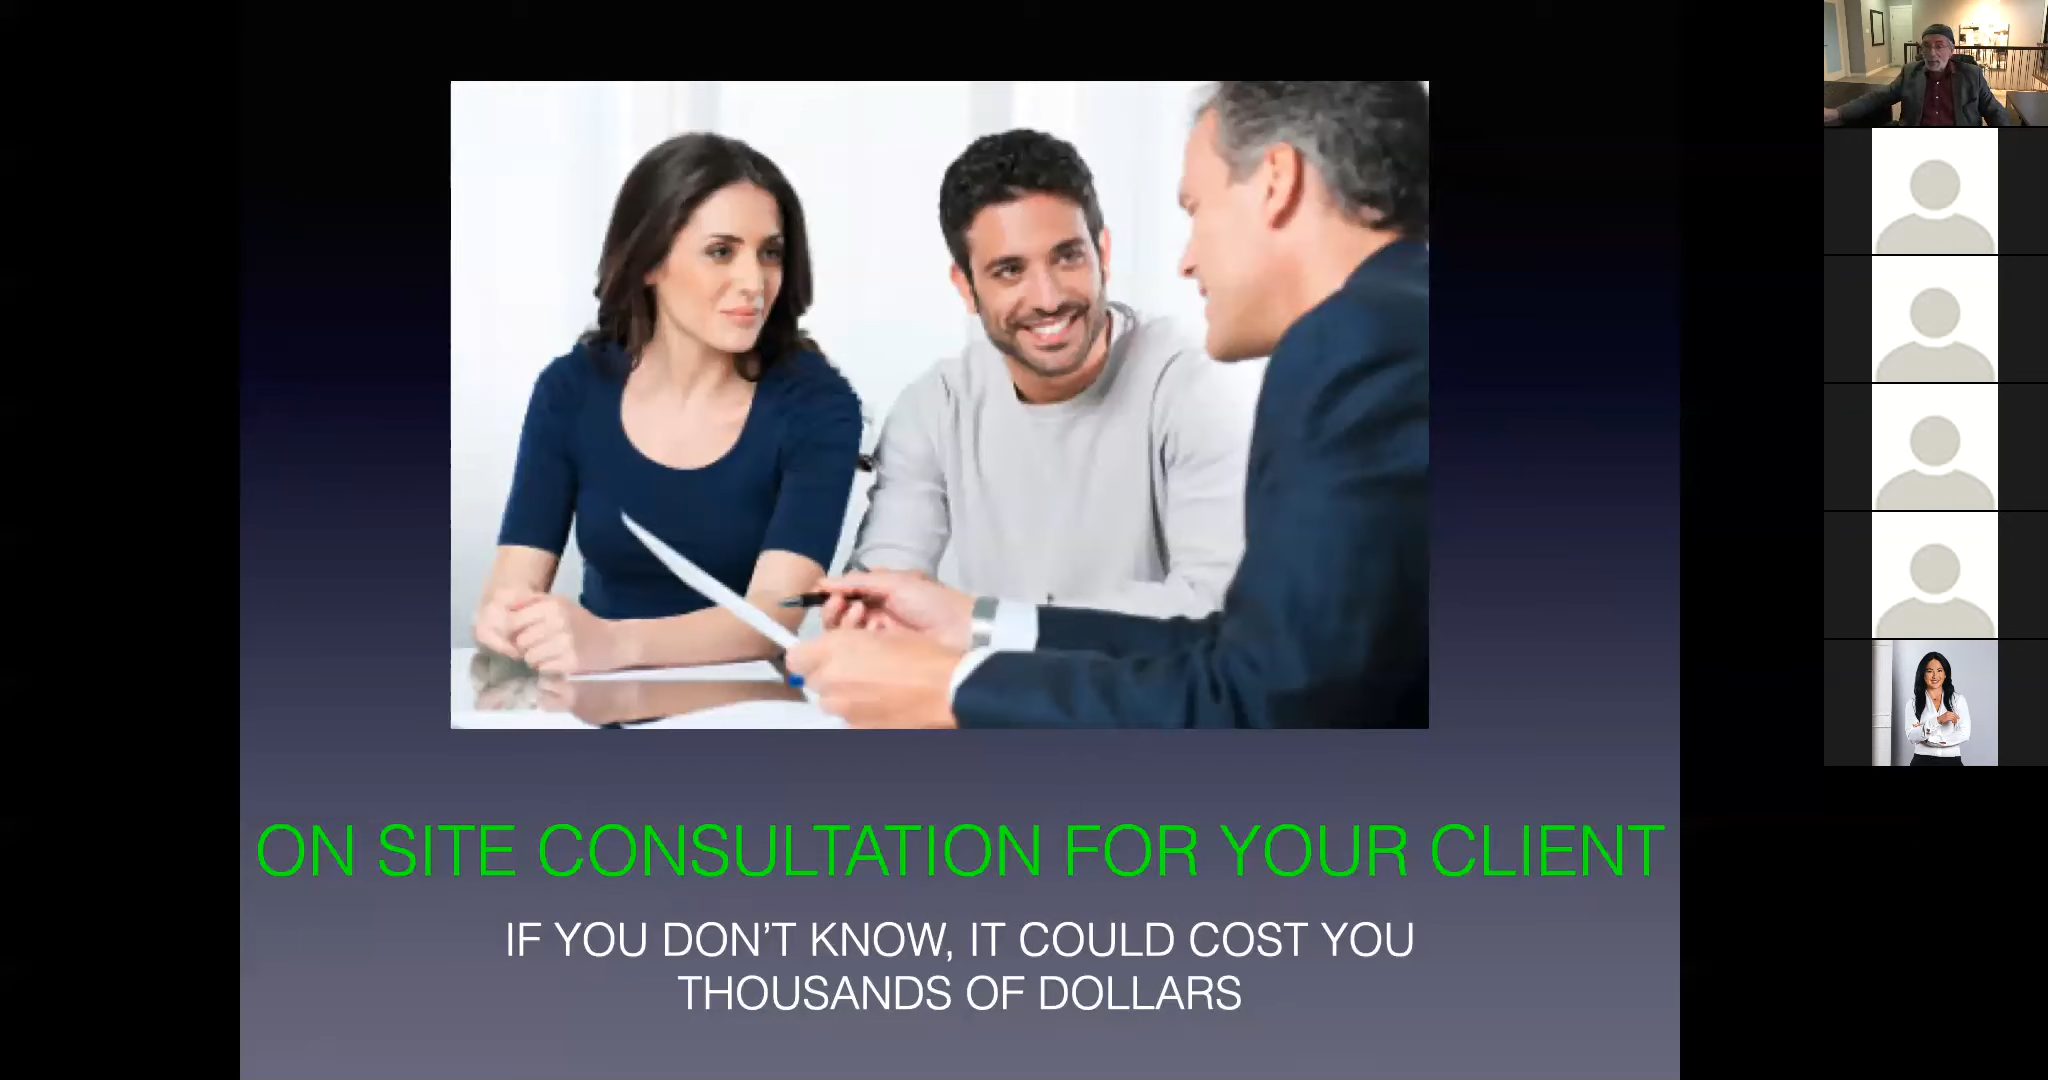 ON SITE CONSULTATION FOR YOUR CLIENT
IF YOU DON'T KNOW, IT COULD COST YOU
THOUSANDS OF DOLLARS